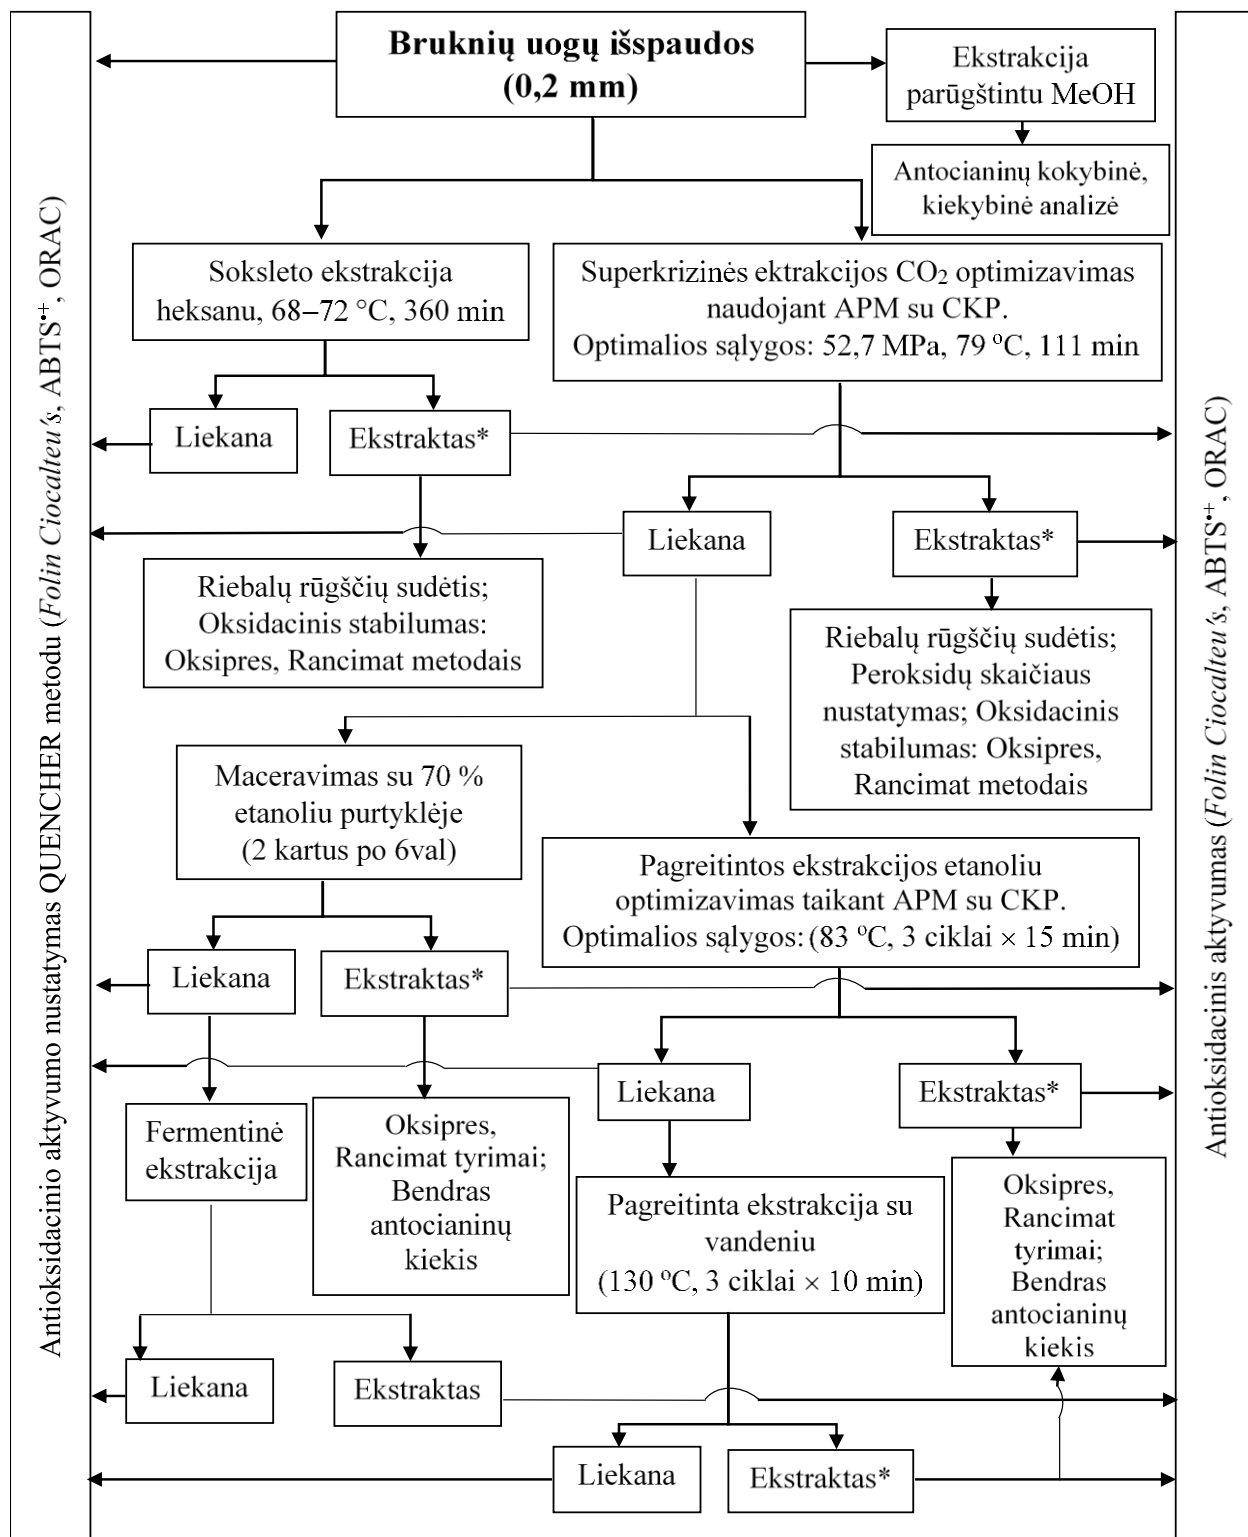 Bruknių uogų išspaudos
(0,2 mm)
Ekstrakcija
parūgštintu MeOH
Antocianinų kokybinė,
kiekybinė analizė
Soksleto ekstrakcija
heksanu, 68–72 °C, 360 min
Superkrizinės ektrakcijos CO₂ optimizavimas
naudojant APM su CKP.
Optimalios sąlygos: 52,7 MPa, 79 ºC, 111 min
Liekana
Ekstraktas*
Liekana
Ekstraktas*
Riebalų rūgščių sudėtis;
Oksidacinis stabilumas:
Oksipres, Rancimat metodais
Riebalų rūgščių sudėtis;
Peroksidų skaičiaus
nustatymas; Oksidacinis
stabilumas: Oksipres,
Rancimat metodais
Maceravimas su 70 %
etanoliu purtyklėje
(2 kartus po 6val)
Pagreitintos ekstrakcijos etanoliu
optimizavimas taikant APM su CKP.
Optimalios sąlygos: (83 ºC, 3 ciklai × 15 min)
Liekana
Ekstraktas*
Liekana
Ekstraktas*
Fermentinė
ekstrakcija
Oksipres,
Rancimat tyrimai;
Bendras
antocianinų
kiekis
Pagreitinta ekstrakcija su
vandeniu
(130 ºC, 3 ciklai × 10 min)
Oksipres,
Rancimat
tyrimai;
Bendras
antocianinų
kiekis
Liekana
Ekstraktas
Liekana
Ekstraktas*
Antioksidacinio aktyvumo nustatymas QUENCHER metodu (Folin Ciocalteu′s, ABTS•+, ORAC)
Antioksidacinis aktyvumas (Folin Ciocalteu′s, ABTS•+, ORAC)